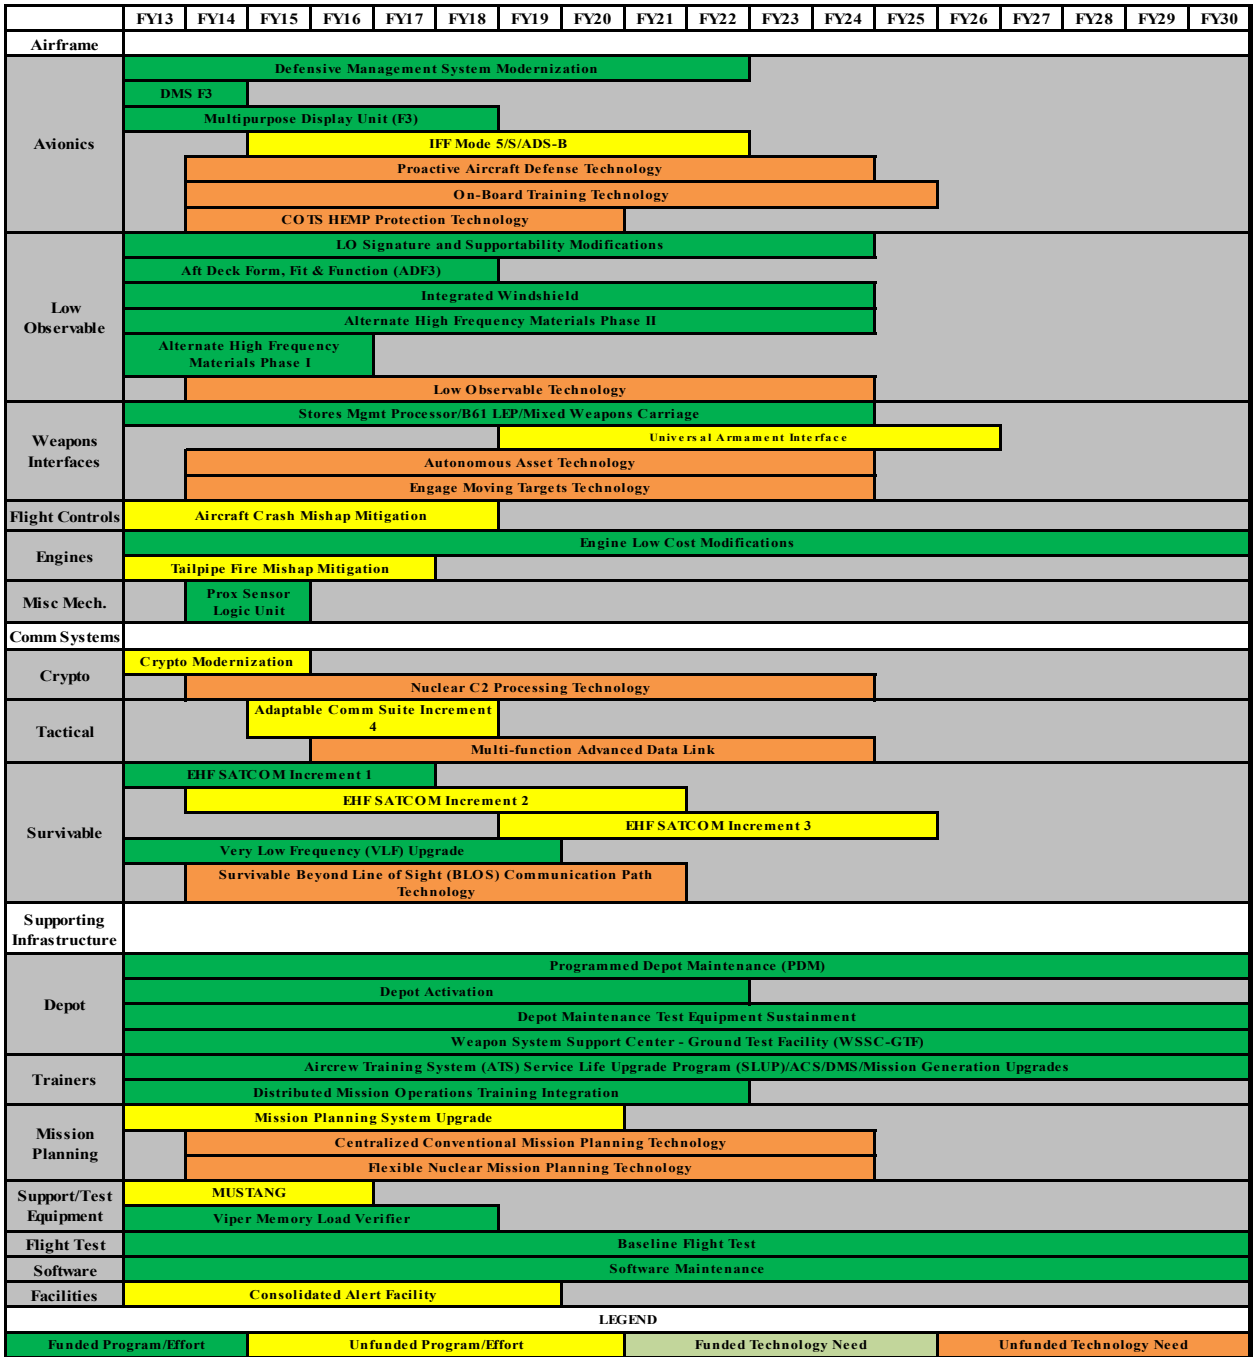 FY13 FY14 FY15 FY16 FY17 FY18 FY19 FY20 FY21 FY22 FY23 FY24 FY25 FY26 FY27 FY28 FY29 FY30
Airframe
Avionics
Defensive Management System Modernization
DMS F3
Multipurpose Display Unit (F3)
IFF Mode 5/S/ADS-B
Proactive Aircraft Defense Technology
On-Board Training Technology
COTS HEMP Protection Technology
Low
Observable
LO Signature and Supportability Modifications
Aft Deck Form, Fit & Function (ADF3)
Integrated Windshield
Alternate High Frequency Materials Phase II
Alternate High Frequency
Materials Phase I
Low Observable Technology
Weapons
Interfaces
Stores Mgmt Processor/B61 LEP/Mixed Weapons Carriage
Universal Armament Interface
Autonomous Asset Technology
Engage Moving Targets Technology
Flight Controls
Aircraft Crash Mishap Mitigation
Engines
Engine Low Cost Modifications
Tailpipe Fire Mishap Mitigation
Misc Mech.
Prox Sensor
Logic Unit
Comm Systems
Crypto
Crypto Modernization
Nuclear C2 Processing Technology
Tactical
Adaptable Comm Suite Increment
4
Multi-function Advanced Data Link
Survivable
EHF SATCOM Increment 1
EHF SATCOM Increment 2
EHF SATCOM Increment 3
Very Low Frequency (VLF) Upgrade
Survivable Beyond Line of Sight (BLOS) Communication Path
Technology
Supporting
Infrastructure
Depot
Programmed Depot Maintenance (PDM)
Depot Activation
Depot Maintenance Test Equipment Sustainment
Weapon System Support Center - Ground Test Facility (WSSC-GTF)
Trainers
Aircrew Training System (ATS) Service Life Upgrade Program (SLUP)/ACS/DMS/Mission Generation Upgrades
Distributed Mission Operations Training Integration
Mission
Planning
Mission Planning System Upgrade
Centralized Conventional Mission Planning Technology
Flexible Nuclear Mission Planning Technology
Support/Test
Equipment
MUSTANG
Viper Memory Load Verifier
Flight Test
Baseline Flight Test
Software
Software Maintenance
Facilities
Consolidated Alert Facility
LEGEND
Funded Program/Effort
Unfunded Program/Effort
Funded Technology Need
Unfunded Technology Need